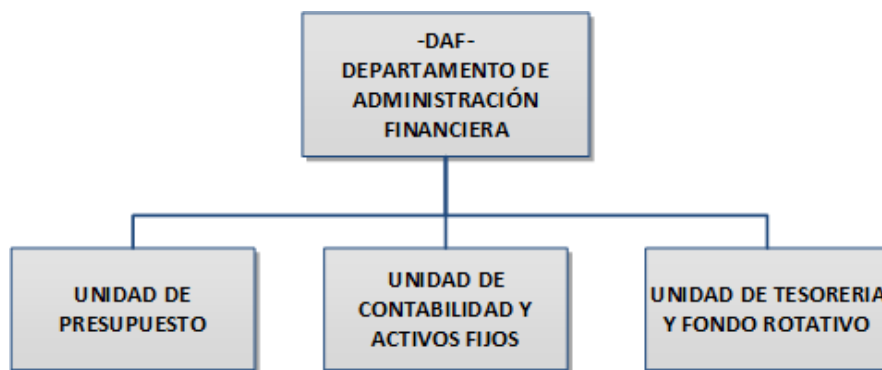 -DAF-
DEPARTAMENTO DE
ADMINISTRACIÓN
FINANCIERA
UNIDAD DE
PRESUPUESTO
UNIDAD DE
CONTABILIDAD Y
ACTIVOS FIJOS
UNIDAD DE TESORERIA
Y FONDO ROTATIVO